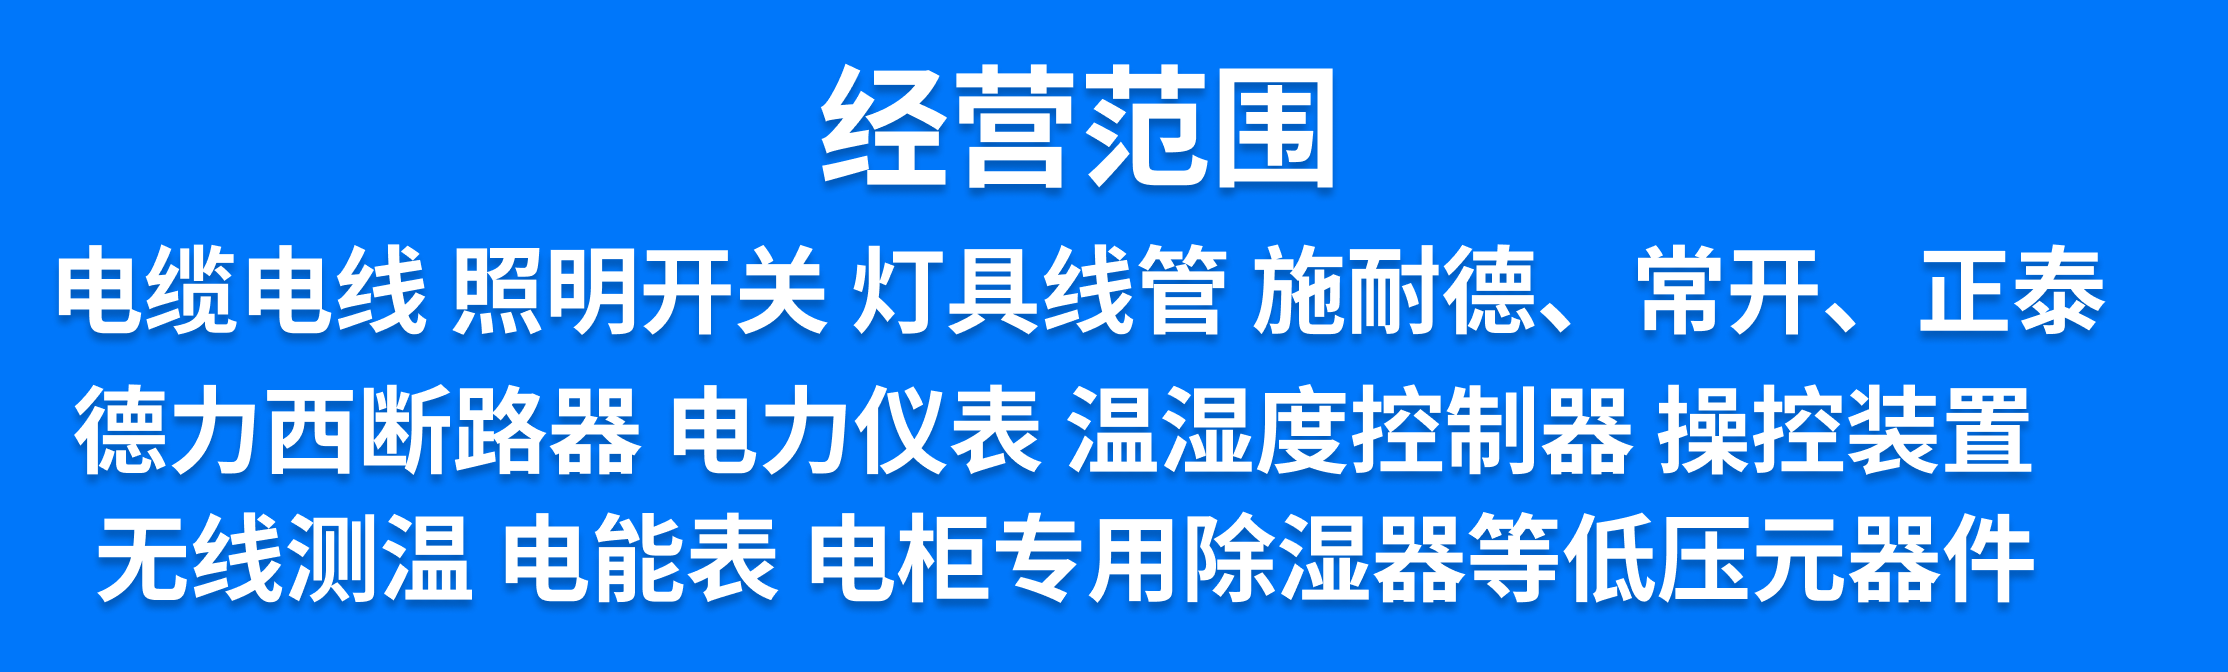 经营范围
电缆电线 照明开关 灯具线管 施耐德、常开、正泰
德力西断路器 电力仪表 温湿度控制器 操控装置
无线测温 电能表 电柜专用除湿器等低压元器件